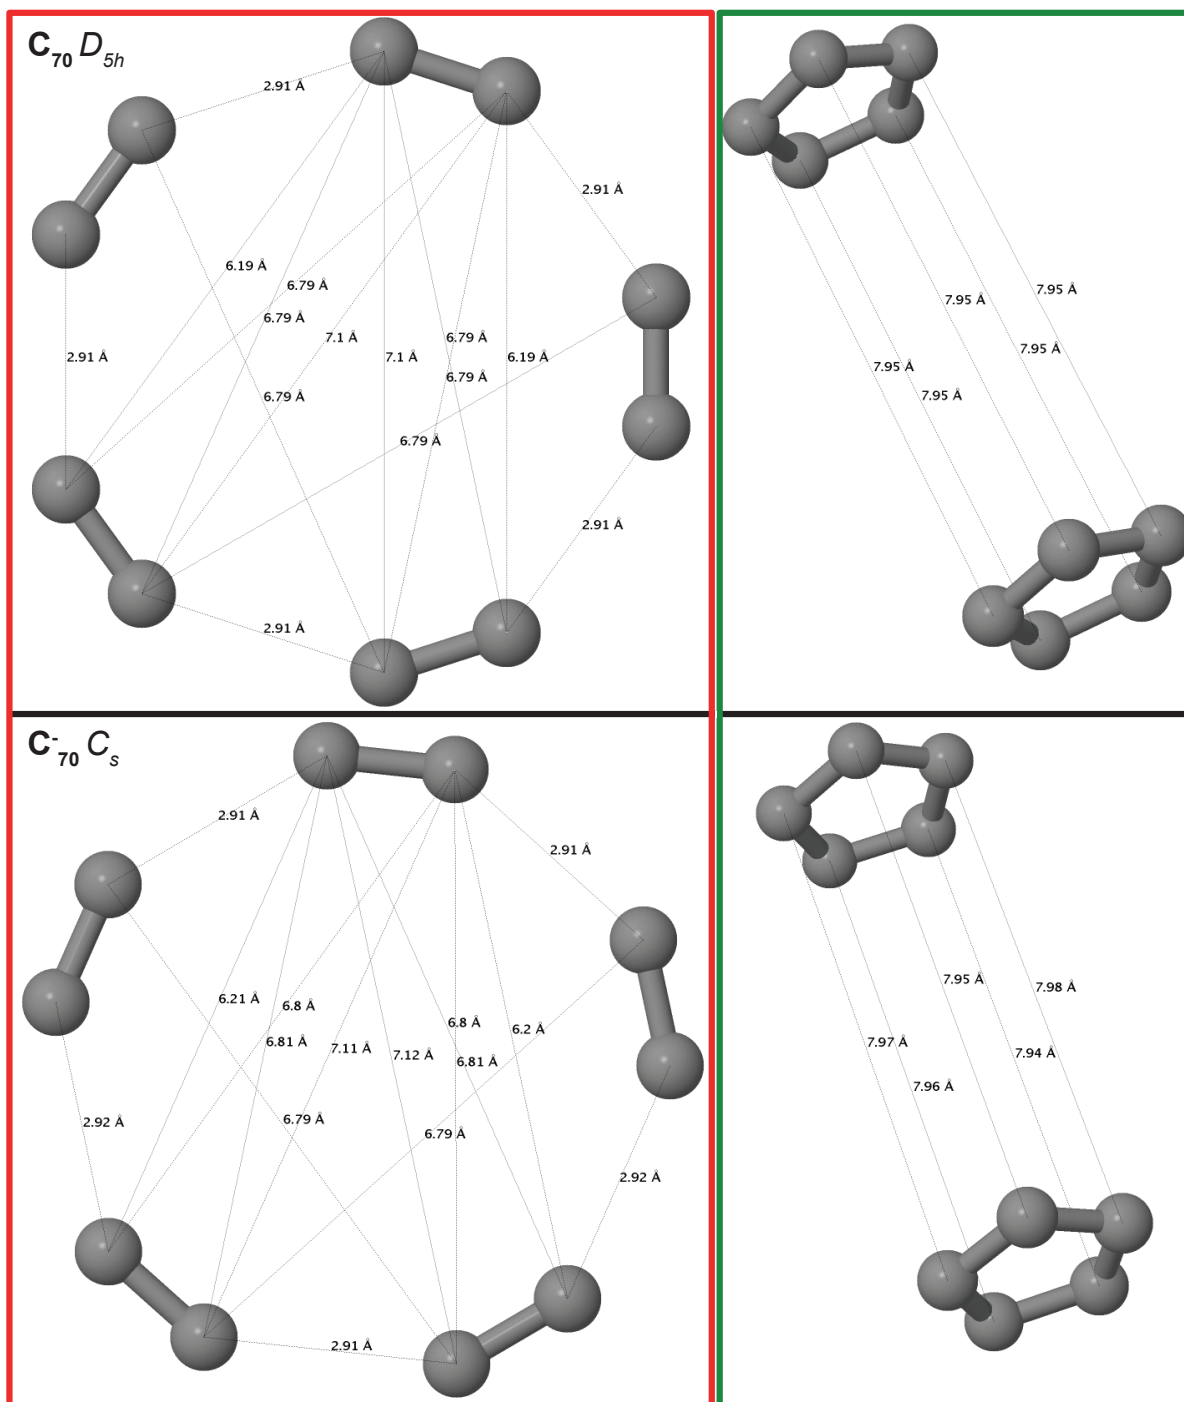 C70 D5h
2.91 Å
2.91 Å
6.19 Å
6.79 Å
7.95 Å
7.95 Å
6.79 Å
7.1 Å
6.79 Å
7.95 Å
2.91 Å
7.1 Å
6.19 Å
7.95 Å
6.79 Å
6.79 Å
7.95 Å
6.79 Å
2.91 Å
2.91 Å
C-70 Cs
2.91 Å
2.91 Å
7.95 Å
7.98 Å
6.21 Å
6.8 Å
6.8 Å
6.2 Å
6.81 Å
7.11 Å
7.12 Å
6.81 Å
7.97 Å
7.94 Å
7.96 Å
2.92 Å
6.79 Å
6.79 Å
2.92 Å
2.91 Å